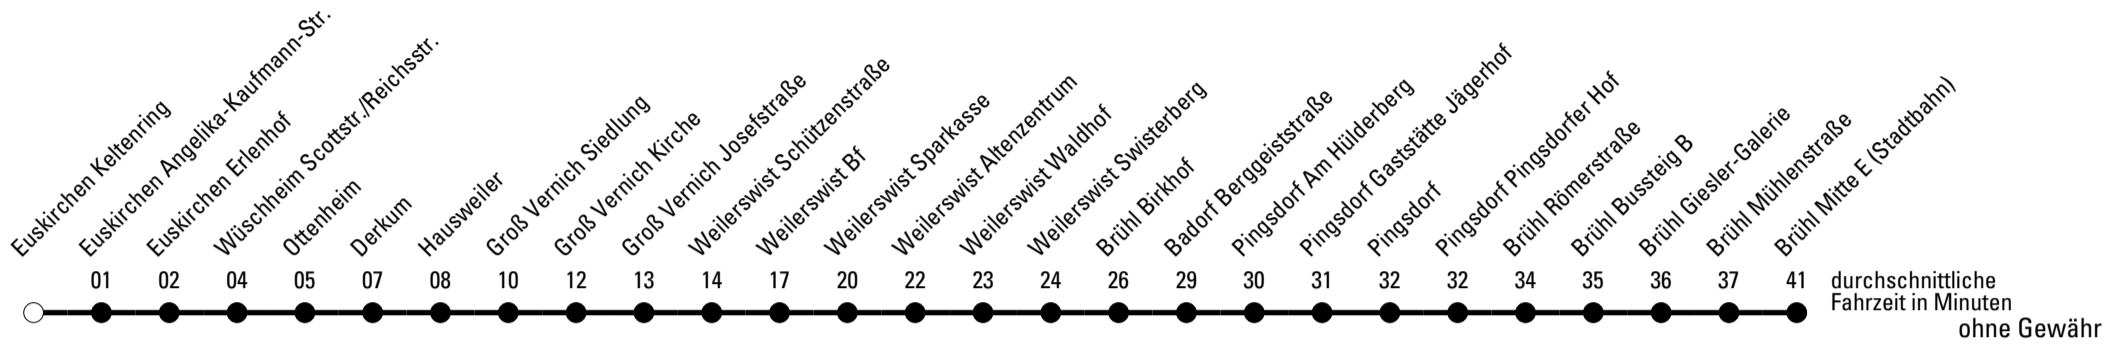 Euskirchen Keltenring
Euskirchen Angelika-Kaufmann-Str.
Euskirchen Erlenhof
Wüschheim Scottstr./Reichsstr.
Ottenheim
Derkum
Hausweiler
Groß Vernich Siedlung
Groß Vernich Kirche
Groß Vernich Josefstraße
Weilerswist Schützenstraße
Weilerswist Bf
Weilerswist Sparkasse
Weilerswist Altenzentrum
Weilerswist Waldhof
Weilerswist Swisterberg
Brühl Birkhof
Badorf Berggeiststraße
Pingsdorf Am Hülderberg
Pingsdorf Gaststätte Jägerhof
Pingsdorf
Pingsdorf Pingsdorfer Hof
Brühl Römerstraße
Brühl Bussteig B
Brühl Giesler-Galerie
Brühl Mühlenstraße
Brühl Mitte E (Stadtbahn)
01 02 04 05 07 08 10 12 13 14 17 20 22 23 24 26 29 30 31 32 32 34 35 36 37 41 durchschnittliche
Fahrzeit in Minuten
ohne Gewähr